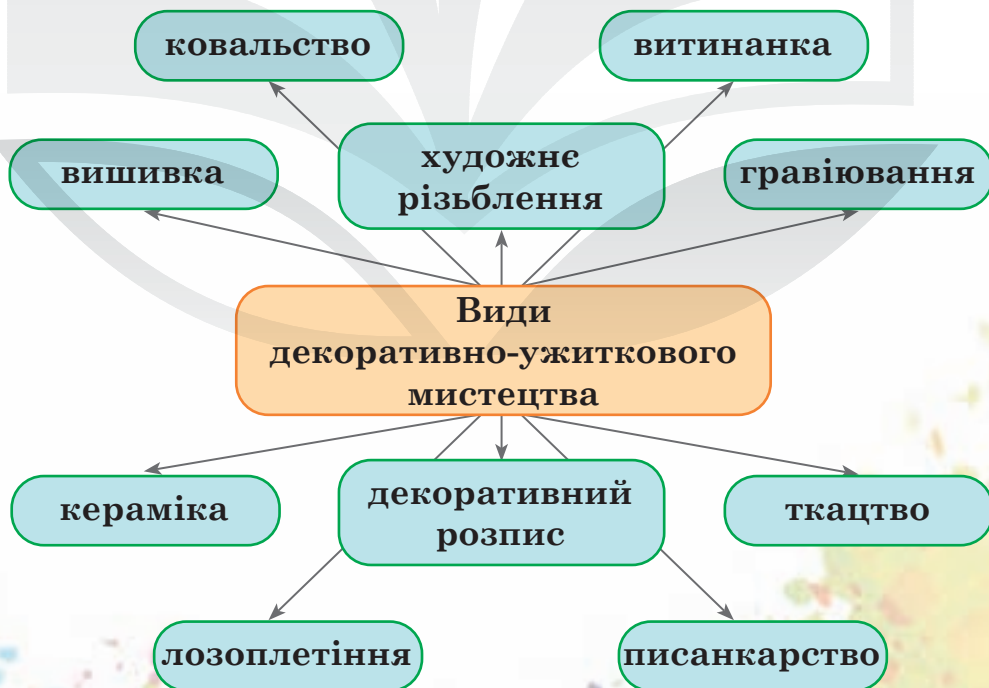 ковальство
витинанка
вишивка
художнє
різьблення
гравіювання
Види
декоративно-ужиткового
мистецтва
кераміка
декоративний
розпис
ткацтво
лозоплетіння
писанкарство